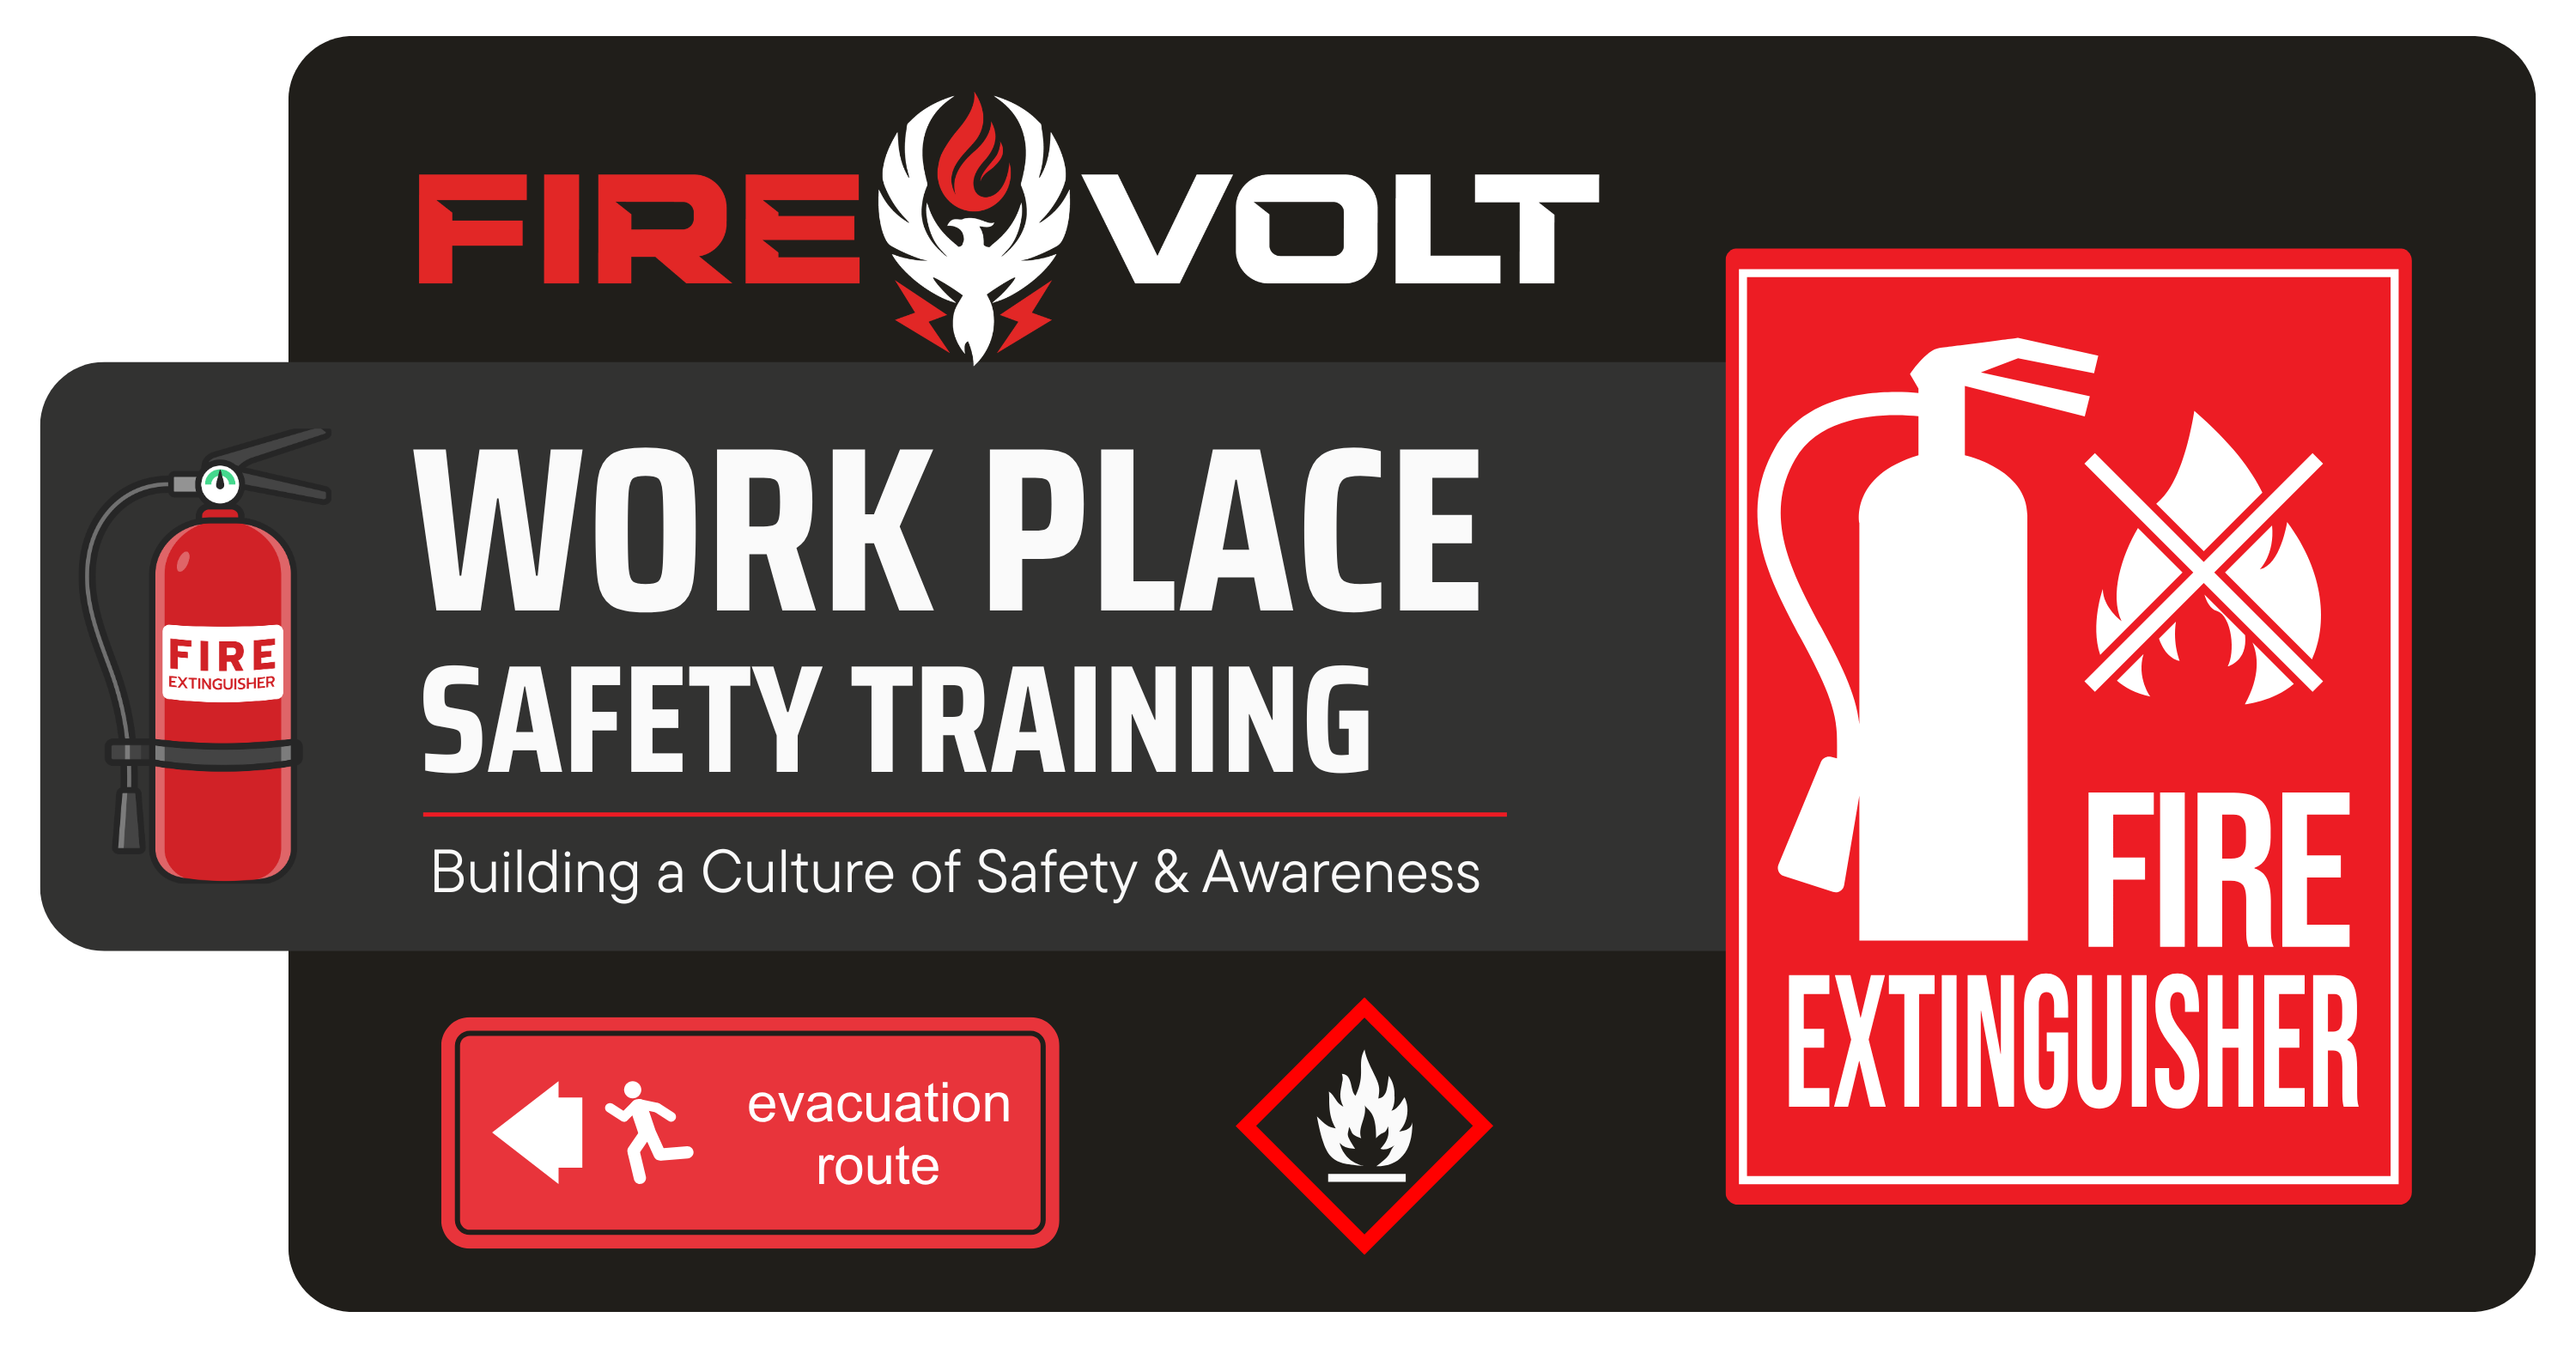 FIRE VOLT
WORK PLACE
SAFETY TRAINING
Building a Culture of Safety & Awareness
FIRE
EXTINGUISHER
evacuation
route
FIRE
EXTINGUISHER